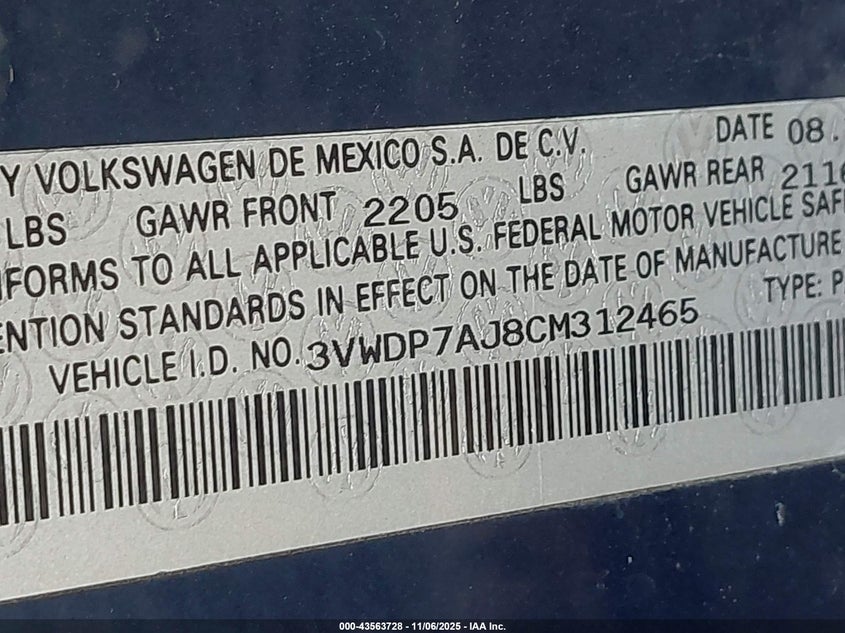 Y VOLKSWAGEN DE MEXICO S.A. DE C.V. DATE 08.
LBS GAWR FRONT 2205 LBS GAWR REAR 2116
FORMS TO ALL APPLICABLE U.S. FEDERAL MOTOR VEHICLE SAF
ENTION STANDARDS IN EFFECT ON THE DATE OF MANUFACTURE
VEHICLE I.D. NO. 3VWDP7AJ8CM312465 TYPE: P
000-43563728 - 11/06/2025 - IAA Inc.